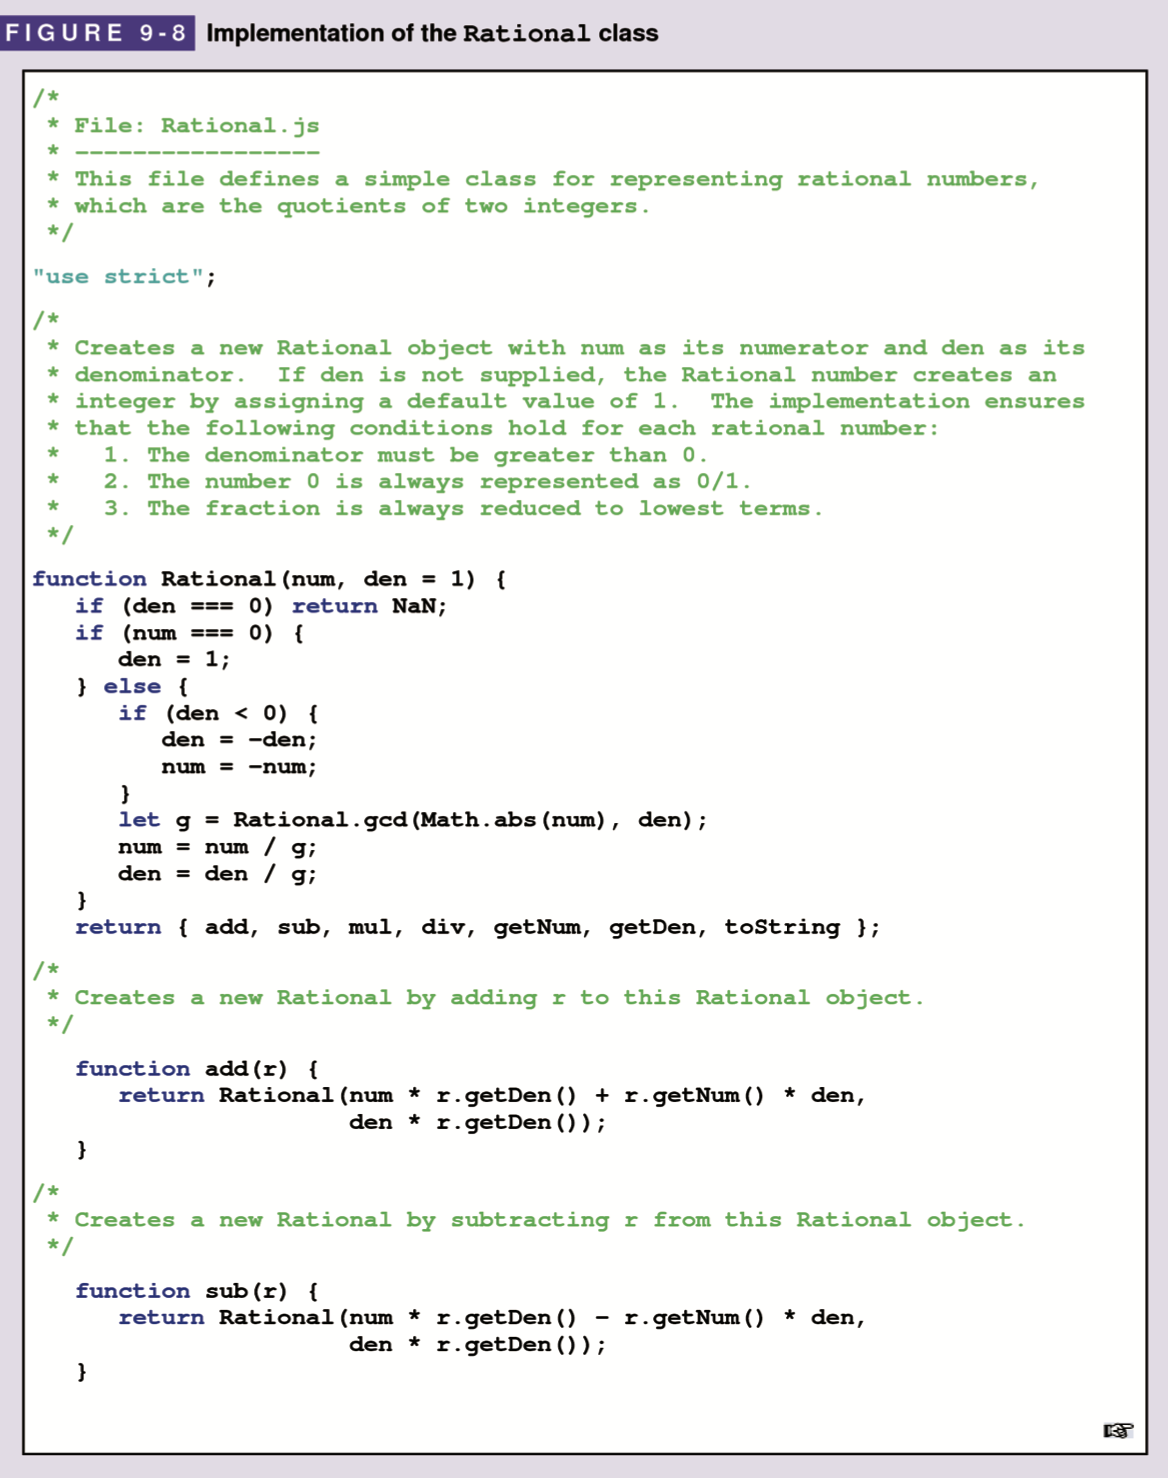 FIGURE 9-8 Implementation of the Rational class
/*
 * File: Rational.js
 * -----------------
 * This file defines a simple class for representing rational numbers,
 * which are the quotients of two integers.
 */
"use strict";
/*
 * Creates a new Rational object with num as its numerator and den as its
 * denominator.  If den is not supplied, the Rational number creates an
 * integer by assigning a default value of 1.  The implementation ensures
 * that the following conditions hold for each rational number:
 *   1. The denominator must be greater than 0.
 *   2. The number 0 is always represented as 0/1.
 *   3. The fraction is always reduced to lowest terms.
 */
function Rational(num, den = 1) {
   if (den === 0) return NaN;
   if (num === 0) {
      den = 1;
   } else {
      if (den < 0) {
         den = -den;
         num = -num;
      }
      let g = Rational.gcd(Math.abs(num), den);
      num = num / g;
      den = den / g;
   }
   return { add, sub, mul, div, getNum, getDen, toString };
/*
 * Creates a new Rational by adding r to this Rational object.
 */
   function add(r) {
      return Rational(num * r.getDen() + r.getNum() * den,
                      den * r.getDen());
   }
/*
 * Creates a new Rational by subtracting r from this Rational object.
 */
   function sub(r) {
      return Rational(num * r.getDen() - r.getNum() * den,
                      den * r.getDen());
   }